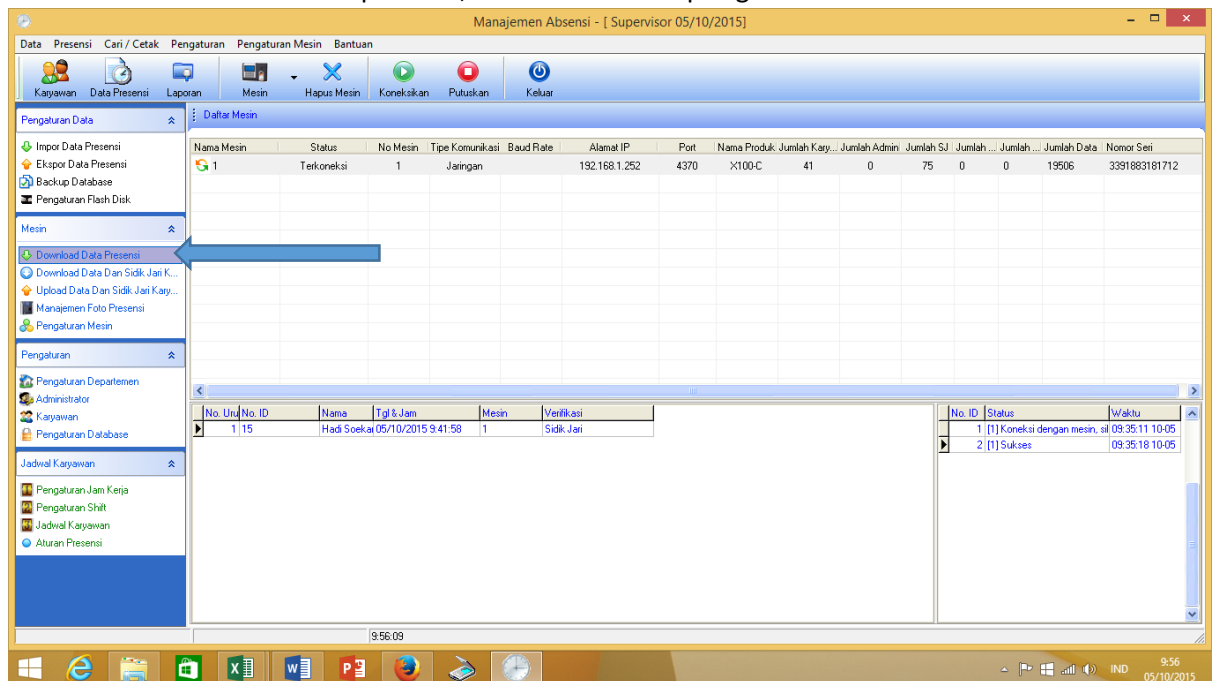 Manajemen Absensi - [ Supervisor 05/10/2015]
Data Presensi Cari / Cetak Pengaturan Pengaturan Mesin Bantuan
Karyawan Data Presensi Laporan Mesin Hapus Mesin Koneksikan Putuskan Keluar
Pengaturan Data
Impor Data Presensi
Ekspor Data Presensi
Backup Database
Pengaturan Flash Disk
Mesin
Download Data Presensi
Download Data Dan Sidik Jari K...
Upload Data Dan Sidik Jari Kary...
Manajemen Foto Presensi
Pengaturan Mesin
Pengaturan
Pengaturan Departemen
Administrator
Karyawan
Pengaturan Database
Jadwal Karyawan
Pengaturan Jam Kerja
Pengaturan Shift
Jadwal Karyawan
Aturan Presensi
Daftar Mesin
Nama Mesin Status No Mesin Tipe Komunikasi Baud Rate Alamat IP Port Nama Produk Jumlah Kary... Jumlah Admin Jumlah SJ Jumlah ... Jumlah ... Jumlah Data Nomor Seri
1 Terkoneksi 1 Jaringan 192.168.1.252 4370 X100-C 41 0 75 0 0 19506 3391883181712
No. Uru No. ID Nama Tgl & Jam Mesin Verifikasi
1 15 Hadi Soekar 05/10/2015 9:41:58 1 Sidik Jari
No. ID Status Waktu
1 [1] Koneksi dengan mesin, sil 09:35:11 10-05
2 [1] Sukses 09:35:18 10-05
9:56:09
IND 9:56
05/10/2015